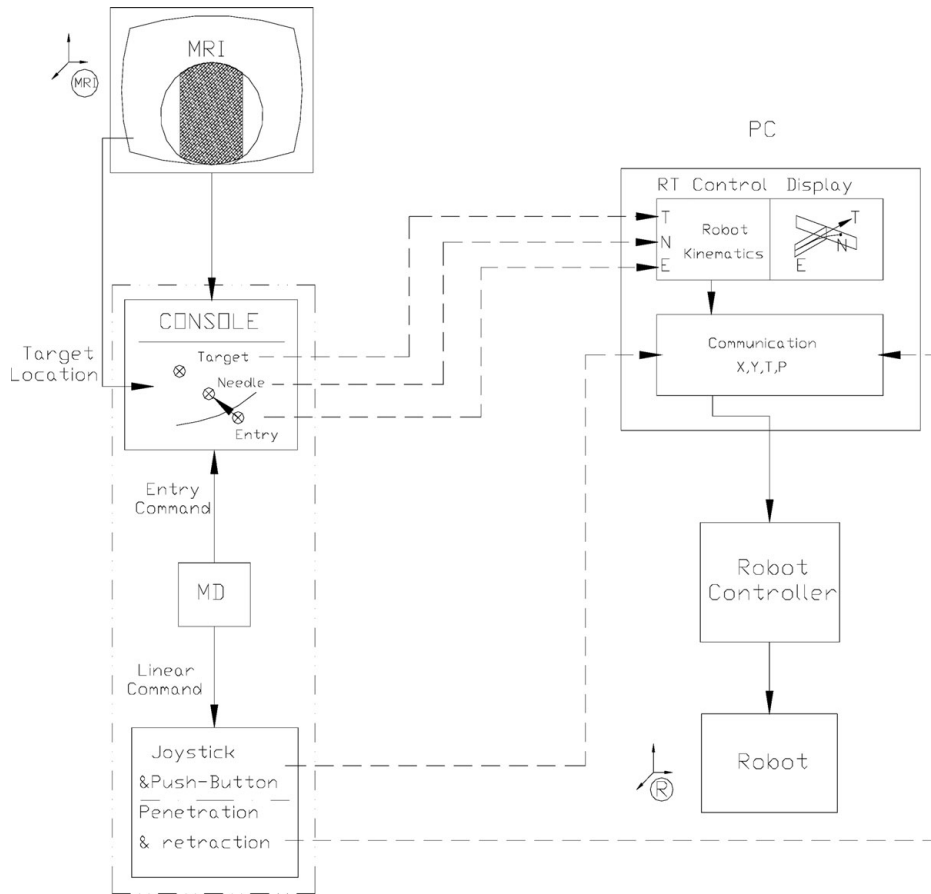 MRI
MRI
CONSOLE
Target
Needle
Entry
Target
Location
Entry
Command
MD
Linear
Command
Joystick
&Push-Button
Penetration
& retraction
PC
RT Control Display
T
N
E
Robot
Kinematics
T
N
E
Communication
X,Y,T,P
Robot
Controller
Robot
R